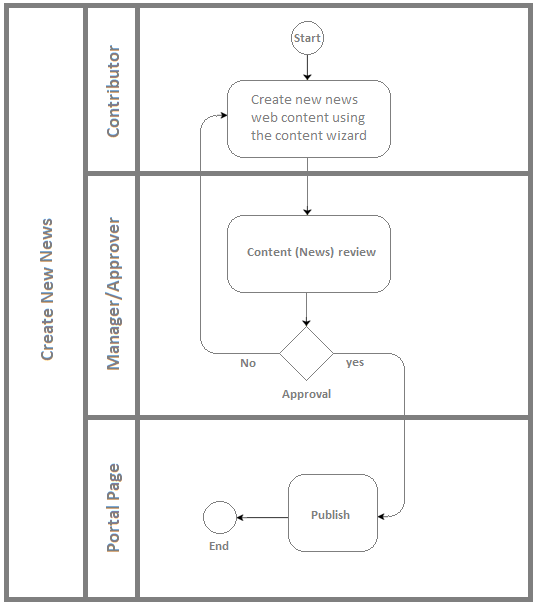 Create New News
Contributor
Start
Create new news
web content using
the content wizard
Manager/Approver
Content (News) review
No
yes
Approval
Portal Page
Publish
End